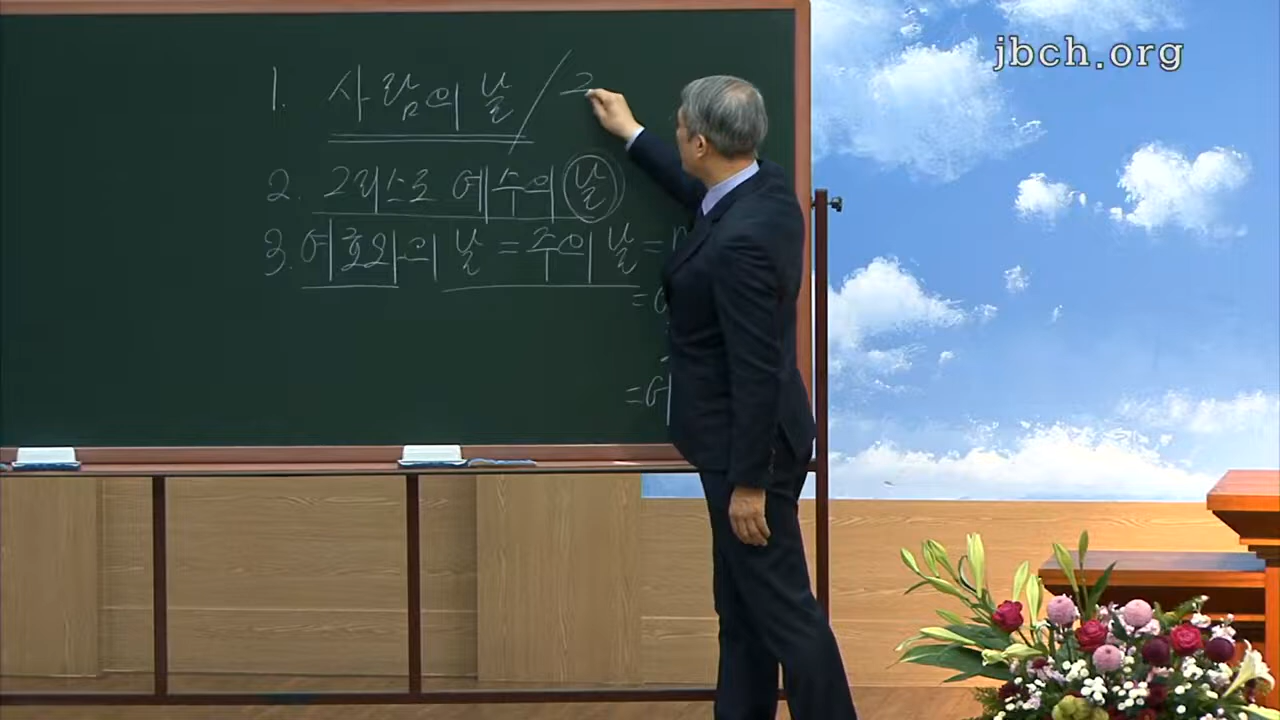 jbch.org
1. 사람의 날 /
2. 그리스도 예수의 날
3. 여호와의 날 = 주의 날 =
=
=